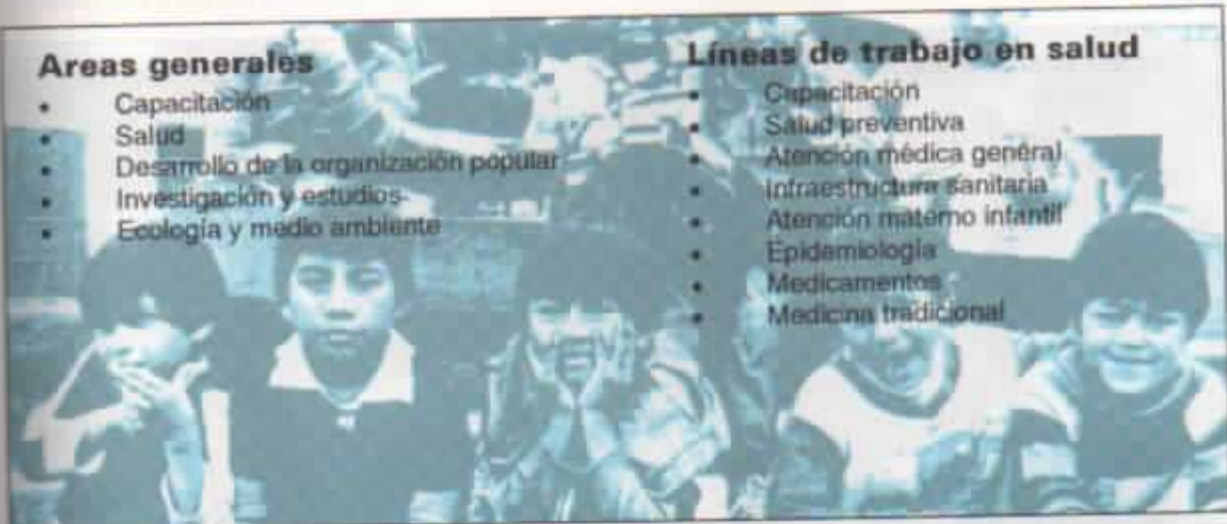 Areas generales
• Capacitación
• Salud
• Desarrollo de la organización popular
• Investigación y estudios
• Ecología y medio ambiente
Líneas de trabajo en salud
• Capacitación
• Salud preventiva
• Atención médica general
• Infraestructura sanitaria
• Atención materno infantil
• Epidemiología
• Medicamentos
• Medicina tradicional